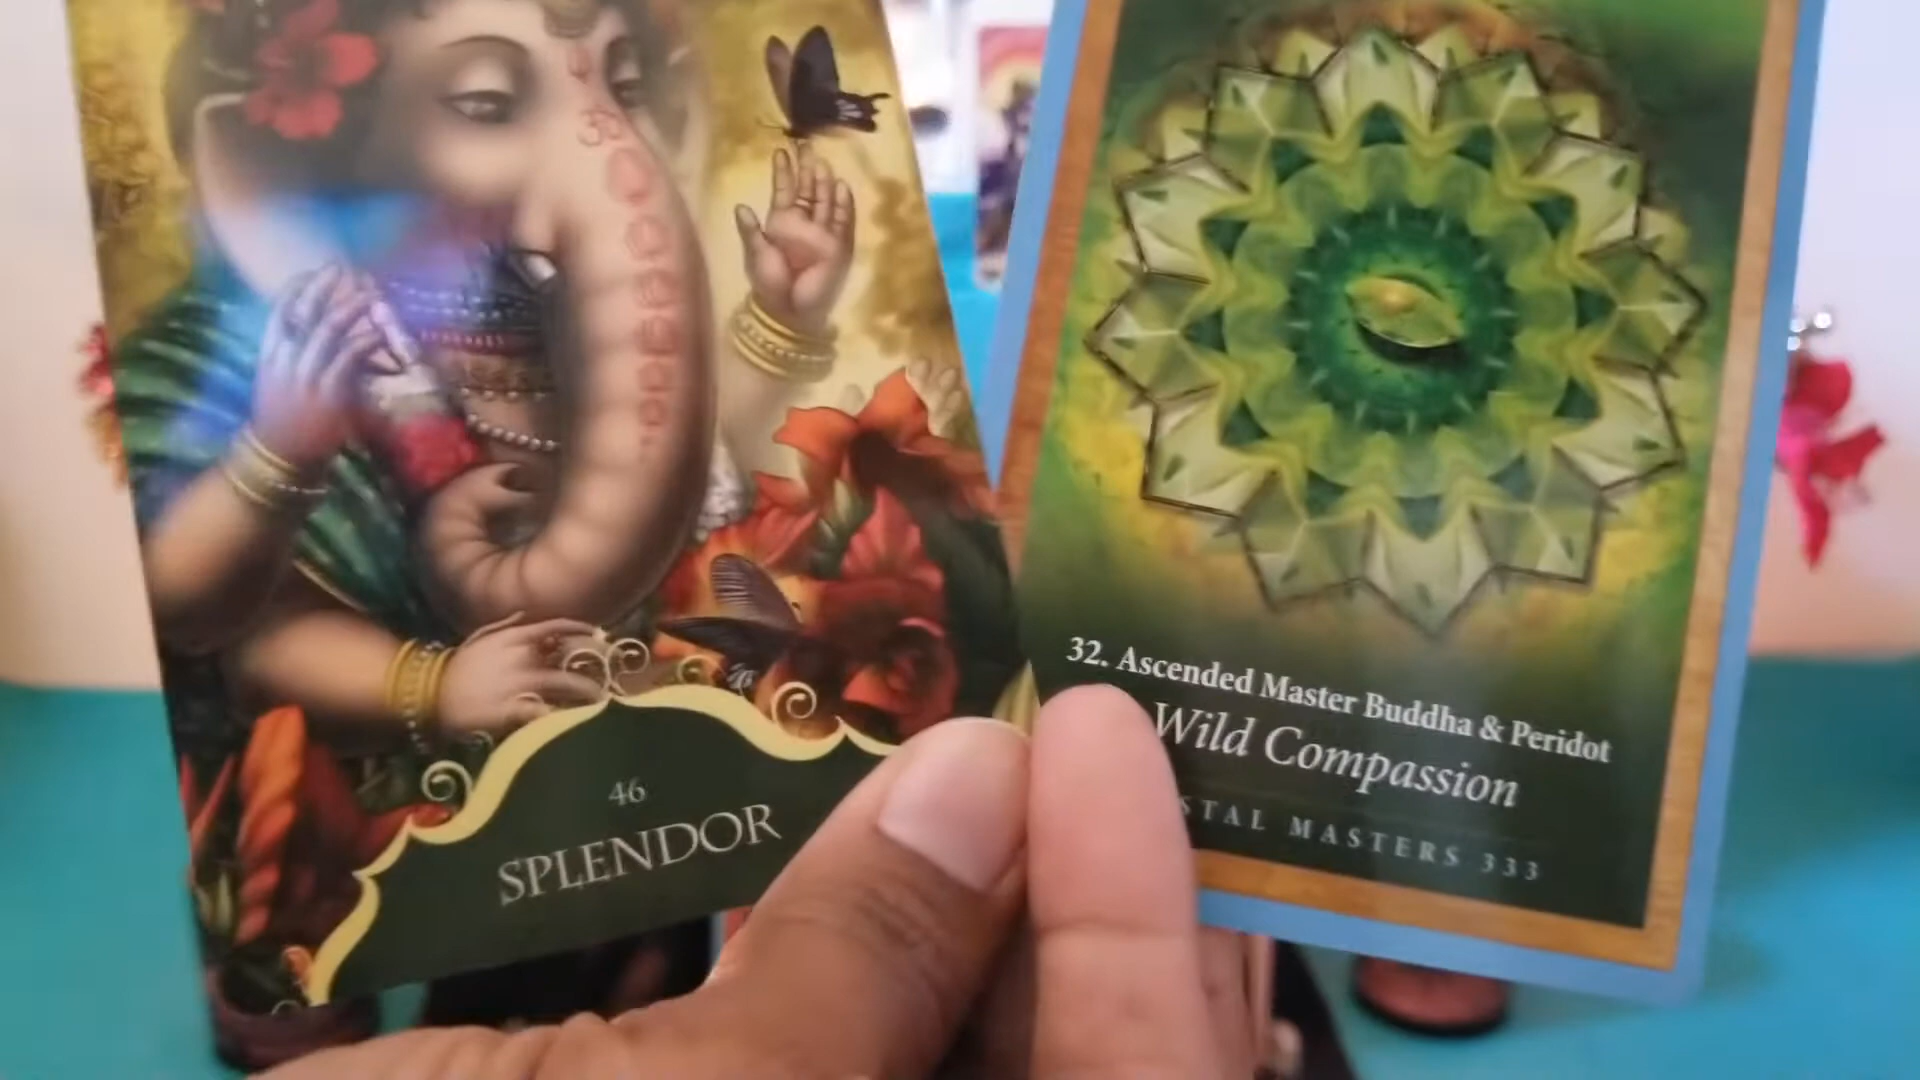 46
SPLENDOR
32. Ascended Master Buddha & Peridot
Wild Compassion
STAL MASTERS 333